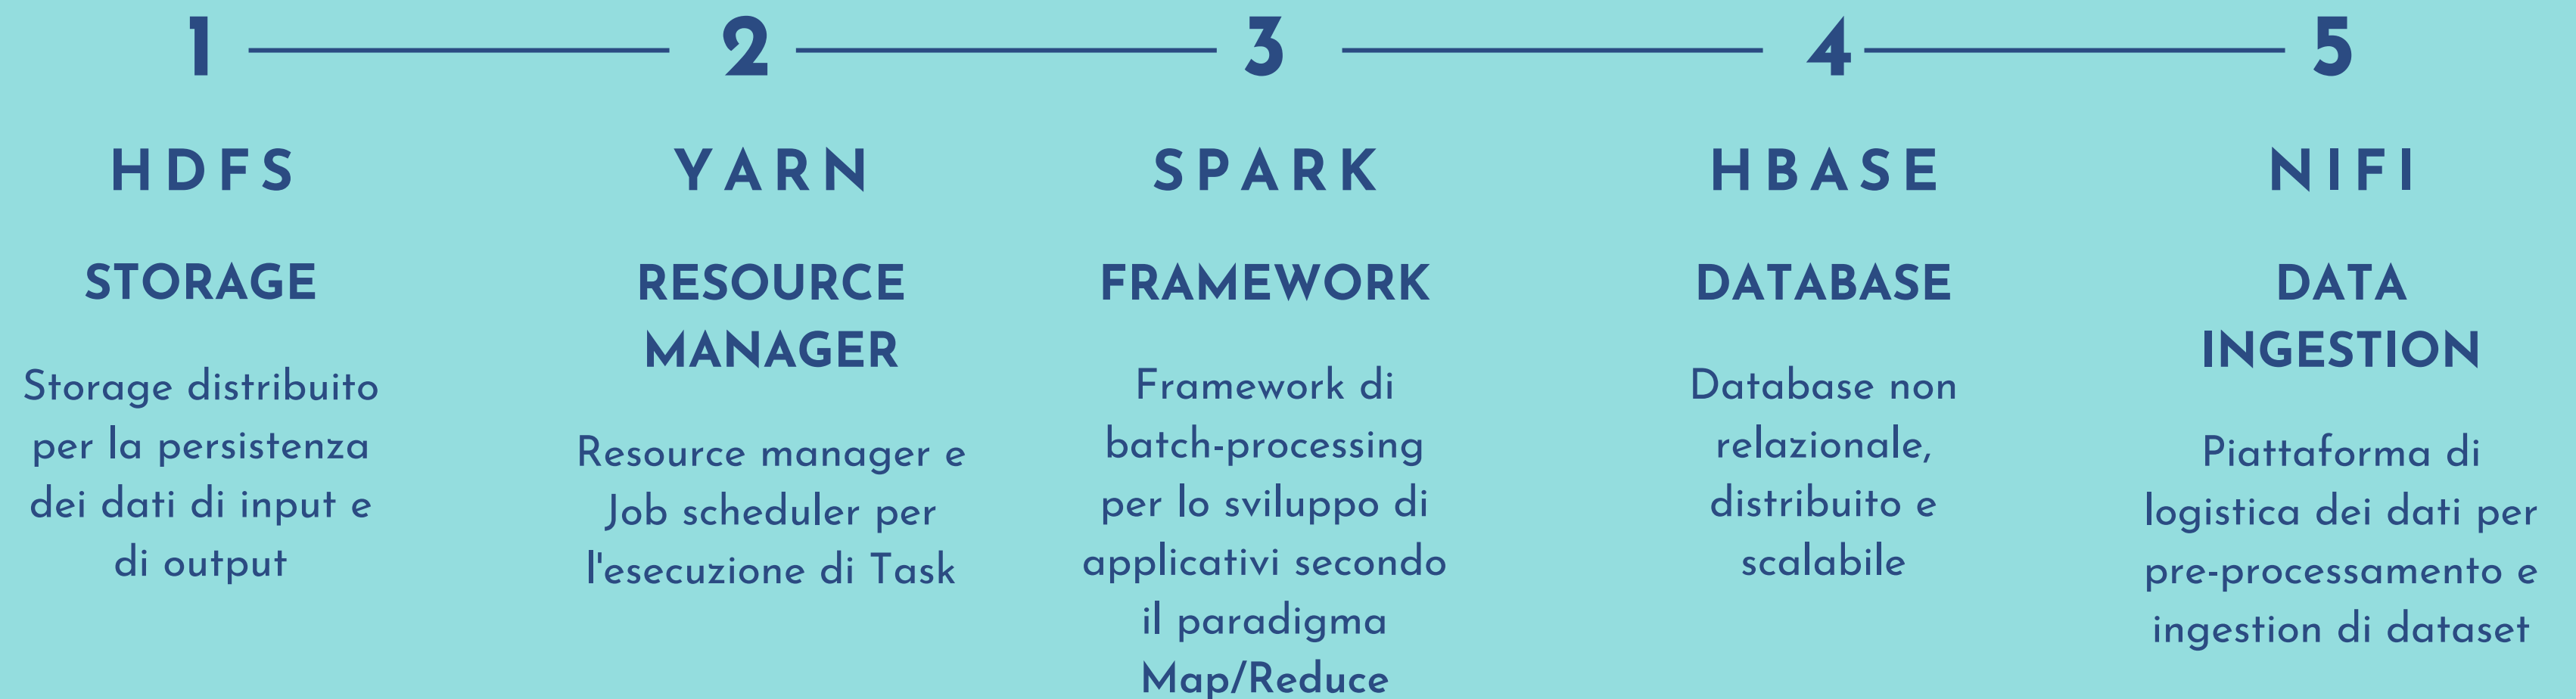 1
2
3
4
5
HDFS
STORAGE
Storage distribuito
per la persistenza
dei dati di input e
di output
YARN
RESOURCE
MANAGER
Resource manager e
Job scheduler per
l'esecuzione di Task
SPARK
FRAMEWORK
Framework di
batch-processing
per lo sviluppo di
applicativi secondo
il paradigma
Map/Reduce
HBASE
DATABASE
Database non
relazionale,
distribuito e
scalabile
NIFI
DATA
INGESTION
Piattaforma di
logistica dei dati per
pre-processamento e
ingestion di dataset